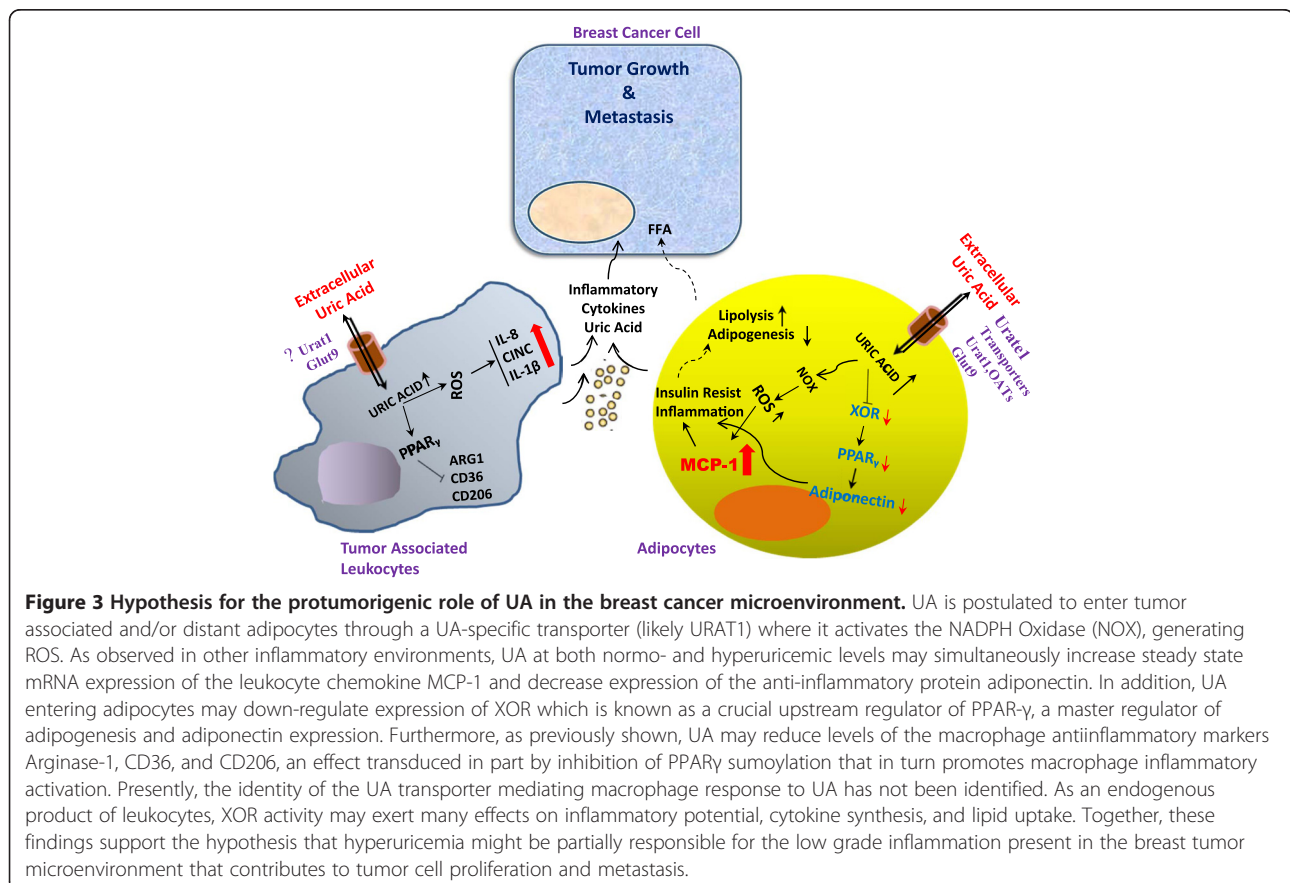 Breast Cancer Cell
Tumor Growth
&
Metastasis
FFA
Extracellular
Uric Acid
? Urat1
Glut9
URIC ACID↑
ROS
IL-8
CINC
IL-1β
PPARγ
ARG1
CD36
CD206
Tumor Associated
Leukocytes
Inflammatory
Cytokines
Uric Acid
Lipolysis ↑
Adipogenesis ↓
Insulin Resist
Inflammation
MCP-1
ROS
NOX
URIC ACID
XOR ↓
PPARγ ↓
Adiponectin ↓
Extracellular
Uric Acid
Urate1
Transporters
Urat1,OATs
Glut9
Adipocytes
Figure 3 Hypothesis for the protumorigenic role of UA in the breast cancer microenvironment. UA is postulated to enter tumor
associated and/or distant adipocytes through a UA-specific transporter (likely URAT1) where it activates the NADPH Oxidase (NOX), generating
ROS. As observed in other inflammatory environments, UA at both normo- and hyperuricemic levels may simultaneously increase steady state
mRNA expression of the leukocyte chemokine MCP-1 and decrease expression of the anti-inflammatory protein adiponectin. In addition, UA
entering adipocytes may down-regulate expression of XOR which is known as a crucial upstream regulator of PPAR-γ, a master regulator of
adipogenesis and adiponectin expression. Furthermore, as previously shown, UA may reduce levels of the macrophage antiinflammatory markers
Arginase-1, CD36, and CD206, an effect transduced in part by inhibition of PPARγ sumoylation that in turn promotes macrophage inflammatory
activation. Presently, the identity of the UA transporter mediating macrophage response to UA has not been identified. As an endogenous
product of leukocytes, XOR activity may exert many effects on inflammatory potential, cytokine synthesis, and lipid uptake. Together, these
findings support the hypothesis that hyperuricemia might be partially responsible for the low grade inflammation present in the breast tumor
microenvironment that contributes to tumor cell proliferation and metastasis.